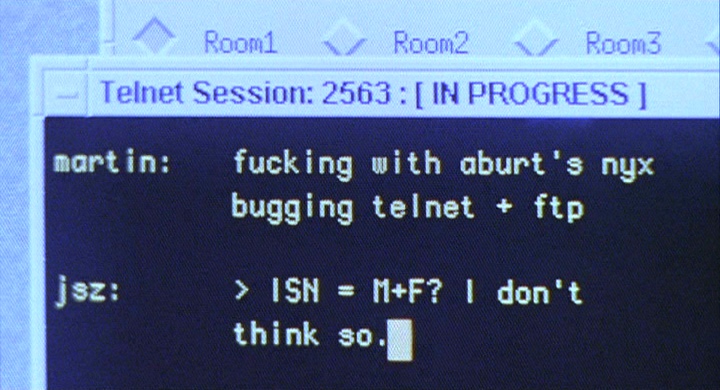 Room1 Room2 Room3
Telnet Session: 2563 : [ IN PROGRESS ]
martin: fucking with aburt's nyx
bugging telnet + ftp
jsz: > ISN = M+F? I don't
think so.